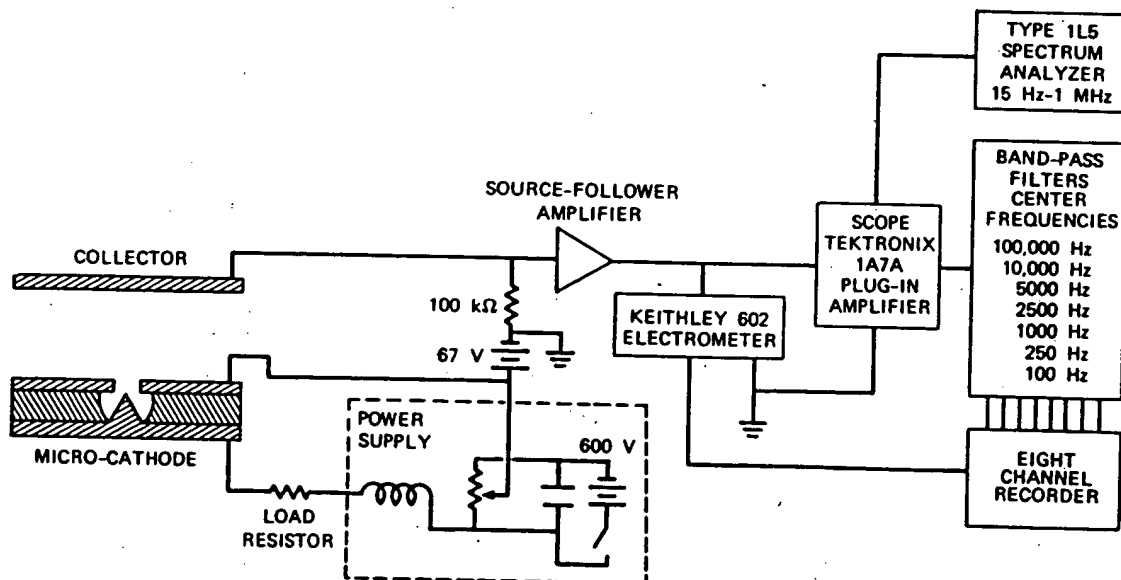 TYPE 1L5
SPECTRUM
ANALYZER
15 Hz-1 MHz
BAND-PASS
FILTERS
CENTER
FREQUENCIES
100,000 Hz
10,000 Hz
5000 Hz
2500 Hz
1000 Hz
250 Hz
100 Hz
SOURCE-FOLLOWER
AMPLIFIER
SCOPE
TEKTRONIX
1A7A
PLUG-IN
AMPLIFIER
COLLECTOR
100 kΩ
KEITHLEY 602
ELECTROMETER
67 V
POWER
SUPPLY
600 V
MICRO-CATHODE
EIGHT
CHANNEL
RECORDER
LOAD
RESISTOR